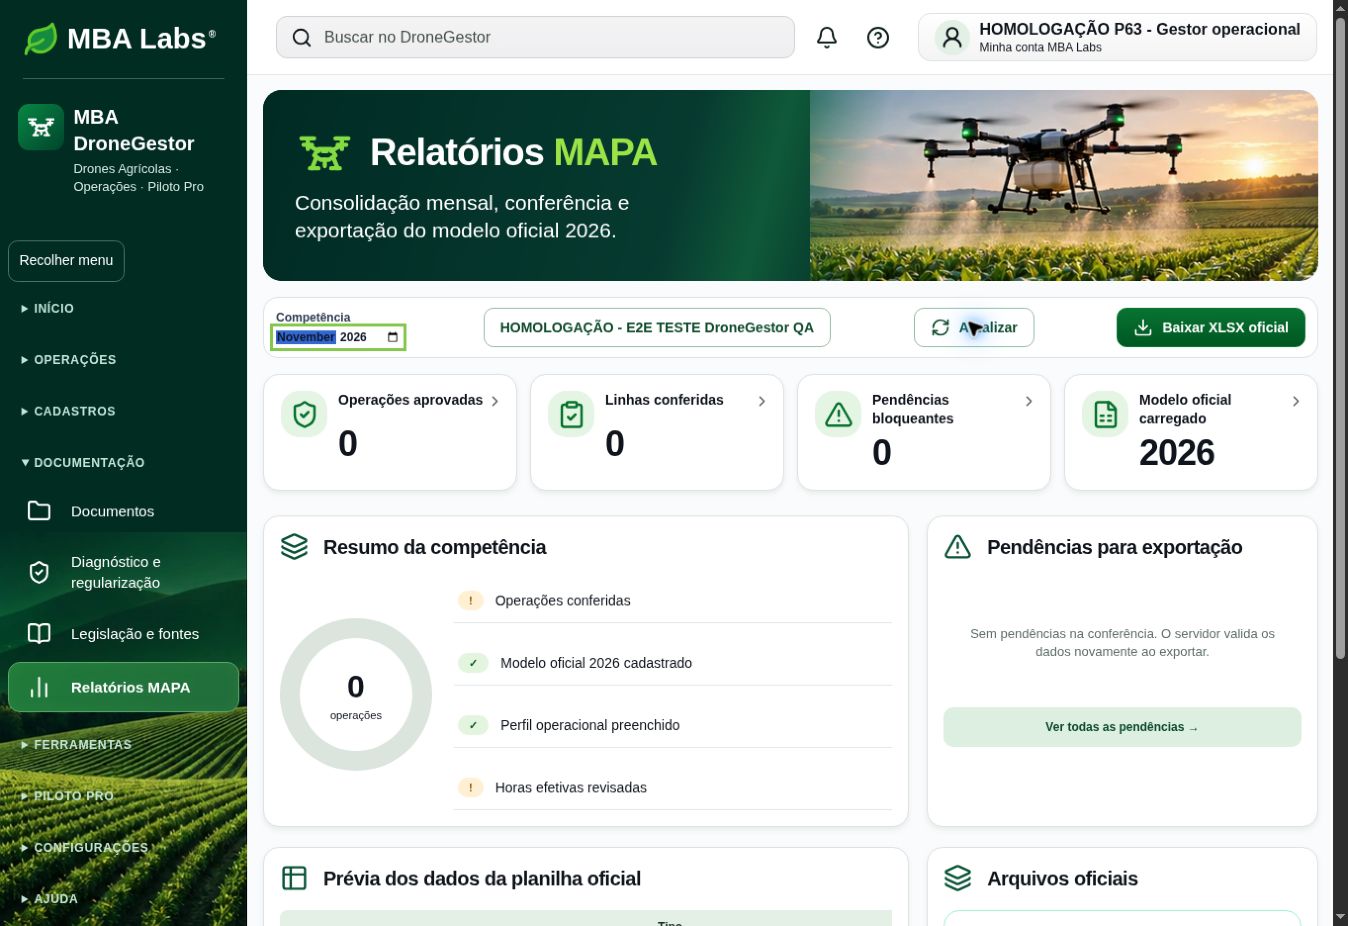 MBA Labs®
MBA
DroneGestor
Drones Agrícolas ·
Operações · Piloto Pro
Recolher menu
INÍCIO
OPERAÇÕES
CADASTROS
DOCUMENTAÇÃO
Documentos
Diagnóstico e
regularização
Legislação e fontes
Relatórios MAPA
FERRAMENTAS
PILOTO PRO
CONFIGURAÇÕES
AJUDA
Buscar no DroneGestor
HOMOLOGAÇÃO P63 - Gestor operacional
Minha conta MBA Labs
Relatórios MAPA
Consolidação mensal, conferência e
exportação do modelo oficial 2026.
Competência
November 2026
HOMOLOGAÇÃO - E2E TESTE DroneGestor QA
Baixar XLSX oficial
Operações aprovadas
0
Linhas conferidas
0
Pendências
bloqueantes
0
Modelo oficial
carregado
2026
Resumo da competência
0
operações
! Operações conferidas
✓ Modelo oficial 2026 cadastrado
✓ Perfil operacional preenchido
! Horas efetivas revisadas
Pendências para exportação
Sem pendências na conferência. O servidor valida os
dados novamente ao exportar.
Ver todas as pendências →
Prévia dos dados da planilha oficial
Arquivos oficiais